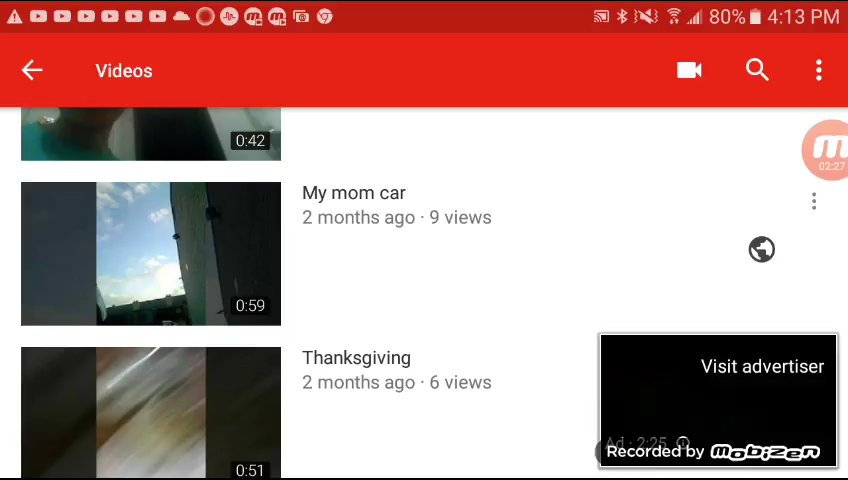 80% 4:13 PM
Videos
0:42
02:27
My mom car
2 months ago · 9 views
0:59
Thanksgiving
2 months ago · 6 views
0:51
Visit advertiser
Ad · 2:25
Recorded by Mobizen